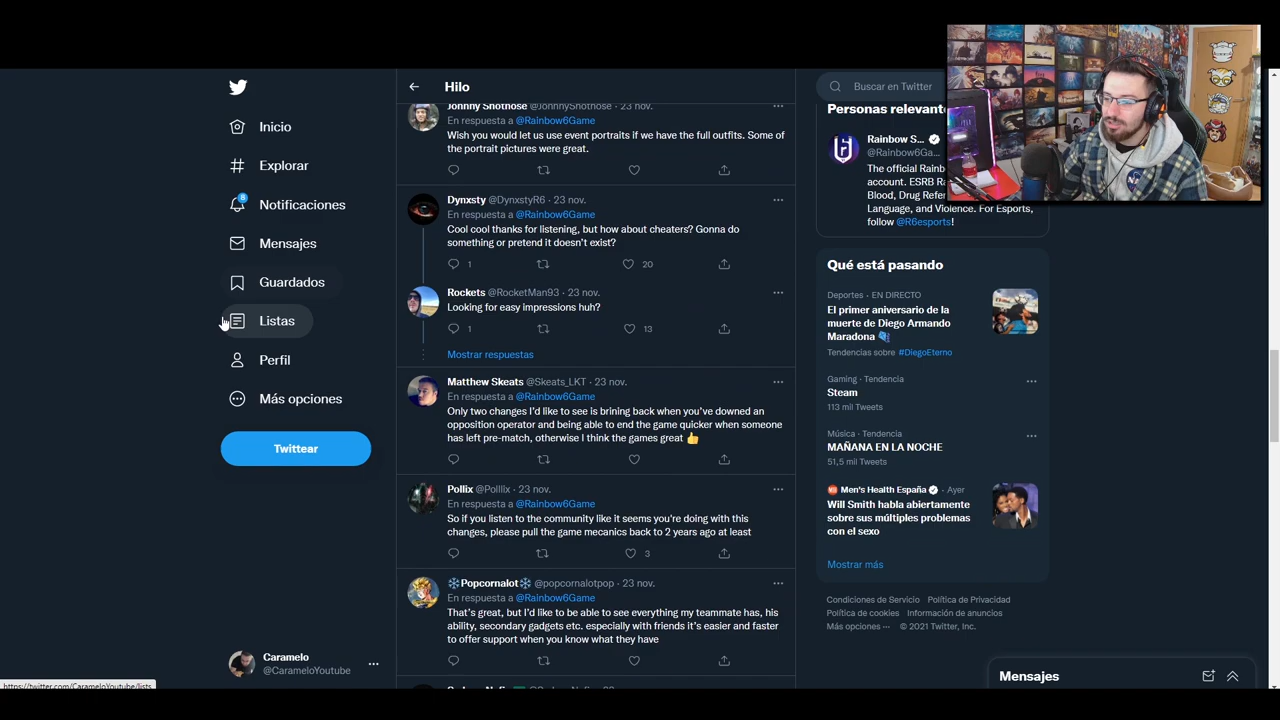 Inicio
Explorar
8
Notificaciones
Mensajes
Guardados
Listas
Perfil
Más opciones
Twittear
Caramelo
@CarameloYoutube
https://twitter.com/CarameloYoutube/lists
Hilo
Johnny Shotnose @JohnnyShotnose · 23 nov.
En respuesta a @Rainbow6Game
Wish you would let us use event portraits if we have the full outfits. Some of
the portrait pictures were great.
Dynxsty @DynxstyR6 · 23 nov.
En respuesta a @Rainbow6Game
Cool cool thanks for listening, but how about cheaters? Gonna do
something or pretend it doesn't exist?
1 20
Rockets @RocketMan93 · 23 nov.
Looking for easy impressions huh?
1 13
Mostrar respuestas
Matthew Skeats @Skeats_LKT · 23 nov.
En respuesta a @Rainbow6Game
Only two changes I'd like to see is brining back when you've downed an
opposition operator and being able to end the game quicker when someone
has left pre-match, otherwise I think the games great 👍
Pollix @Polllix · 23 nov.
En respuesta a @Rainbow6Game
So if you listen to the community like it seems you're doing with this
changes, please pull the game mecanics back to 2 years ago at least
3
❄Popcornalot❄ @popcornalotpop · 23 nov.
En respuesta a @Rainbow6Game
That's great, but I'd like to be able to see everything my teammate has, his
ability, secondary gadgets etc. especially with friends it's easier and faster
to offer support when you know what they have
Buscar en Twitter
Personas relevant
Rainbow S...
@Rainbow6Ga...
The official Rainb
account. ESRB Ra
Blood, Drug Refer
Language, and Violence. For Esports,
follow @R6esports!
Qué está pasando
Deportes · EN DIRECTO
El primer aniversario de la
muerte de Diego Armando
Maradona
Tendencias sobre #DiegoEterno
Gaming · Tendencia
Steam
113 mil Tweets
Música · Tendencia
MAÑANA EN LA NOCHE
51,5 mil Tweets
Men's Health España · Ayer
Will Smith habla abiertamente
sobre sus múltiples problemas
con el sexo
Mostrar más
Condiciones de Servicio Política de Privacidad
Política de cookies Información de anuncios
Más opciones ··· © 2021 Twitter, Inc.
Mensajes